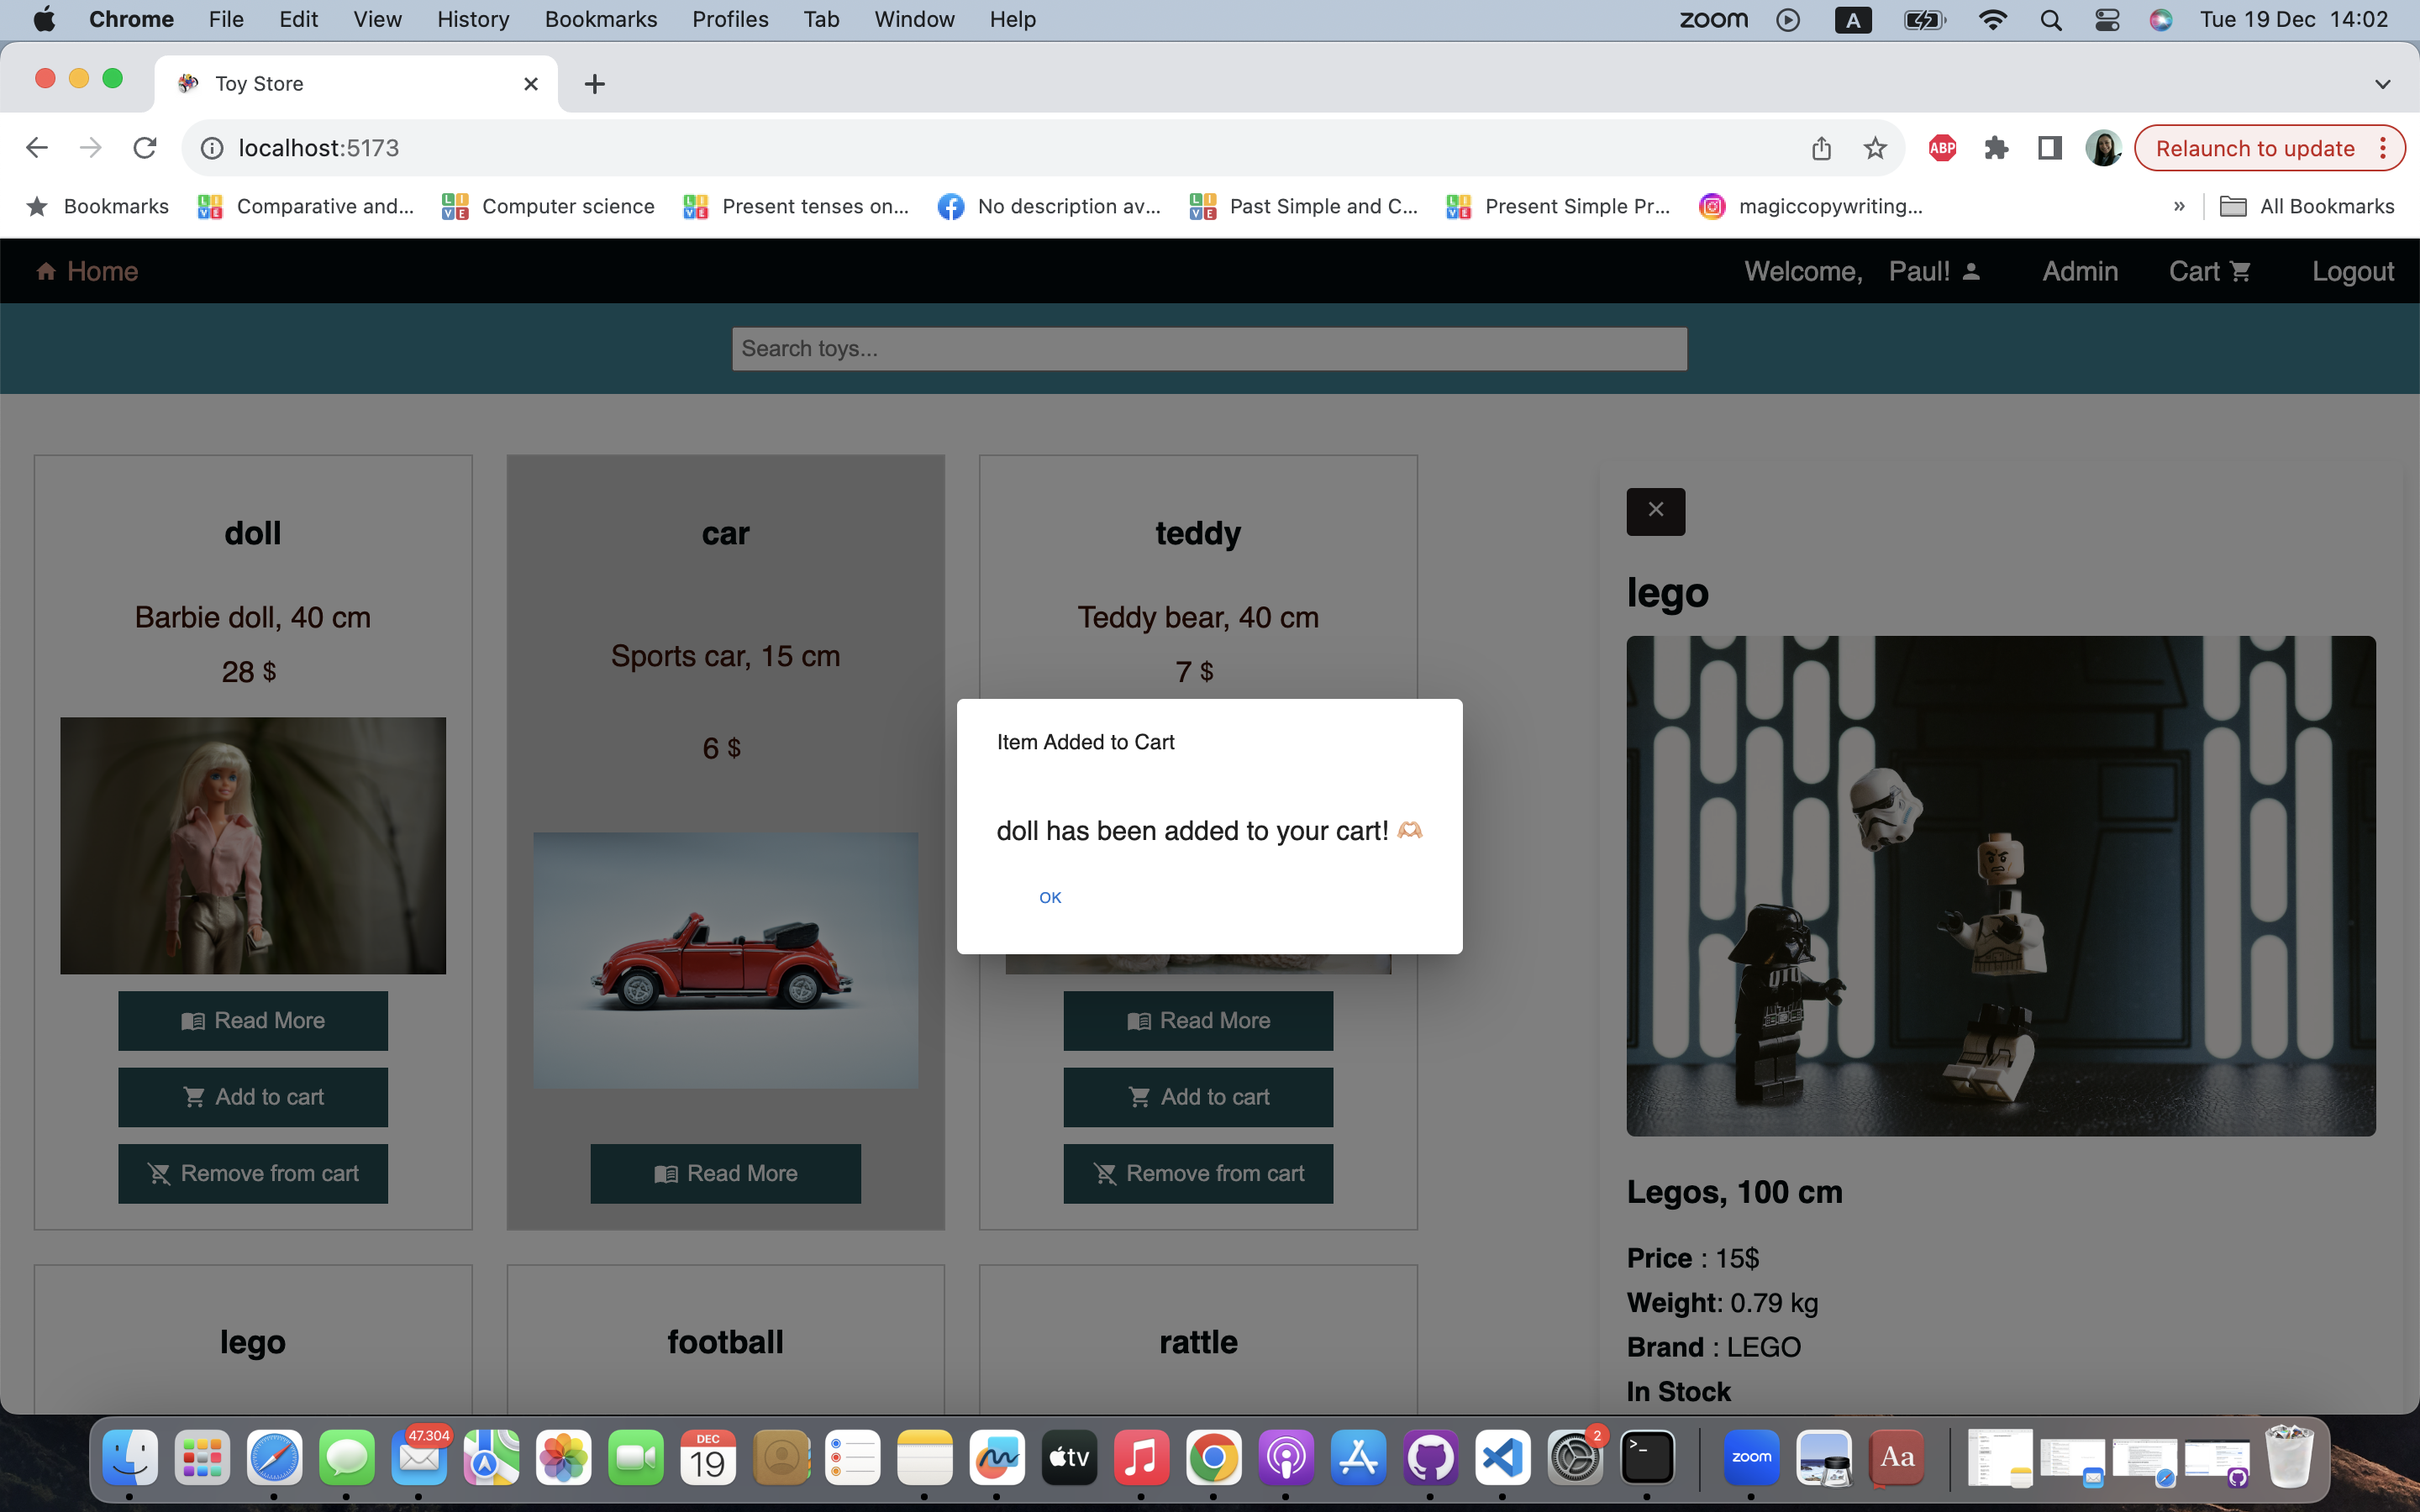 Chrome File Edit View History Bookmarks Profiles Tab Window Help
zoom A Tue 19 Dec 14:02
Toy Store
localhost:5173
ABP
Relaunch to update
Bookmarks Comparative and... Computer science Present tenses on... No description av... Past Simple and C... Present Simple Pr... magiccopywriting... » All Bookmarks
Home
Welcome, Paul! Admin Cart Logout
Search toys...
doll
Barbie doll, 40 cm
28 $
Read More
Add to cart
Remove from cart
car
Sports car, 15 cm
6 $
Read More
teddy
Teddy bear, 40 cm
7 $
Read More
Add to cart
Remove from cart
Item Added to Cart
doll has been added to your cart! 🫶🏻
OK
lego
Legos, 100 cm
Price : 15$
Weight: 0.79 kg
Brand : LEGO
In Stock
lego
football
rattle
47.304
DEC
19
tv
2
zoom
Aa